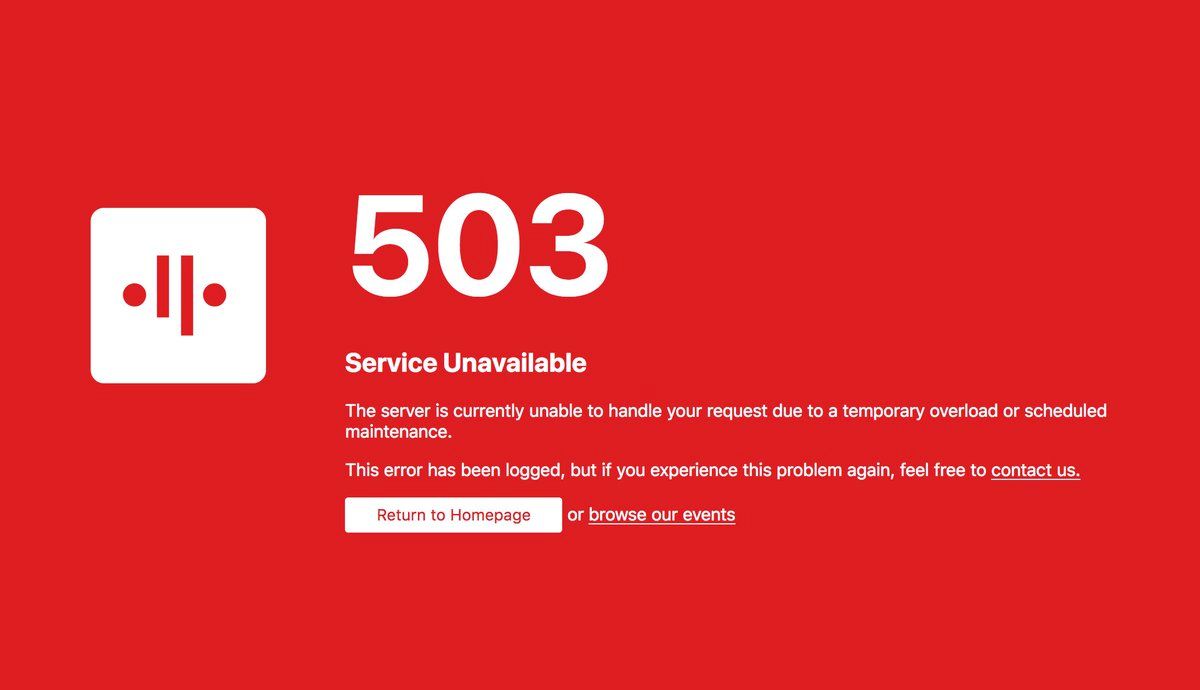 503
Service Unavailable
The server is currently unable to handle your request due to a temporary overload or scheduled
maintenance.
This error has been logged, but if you experience this problem again, feel free to contact us.
Return to Homepage or browse our events